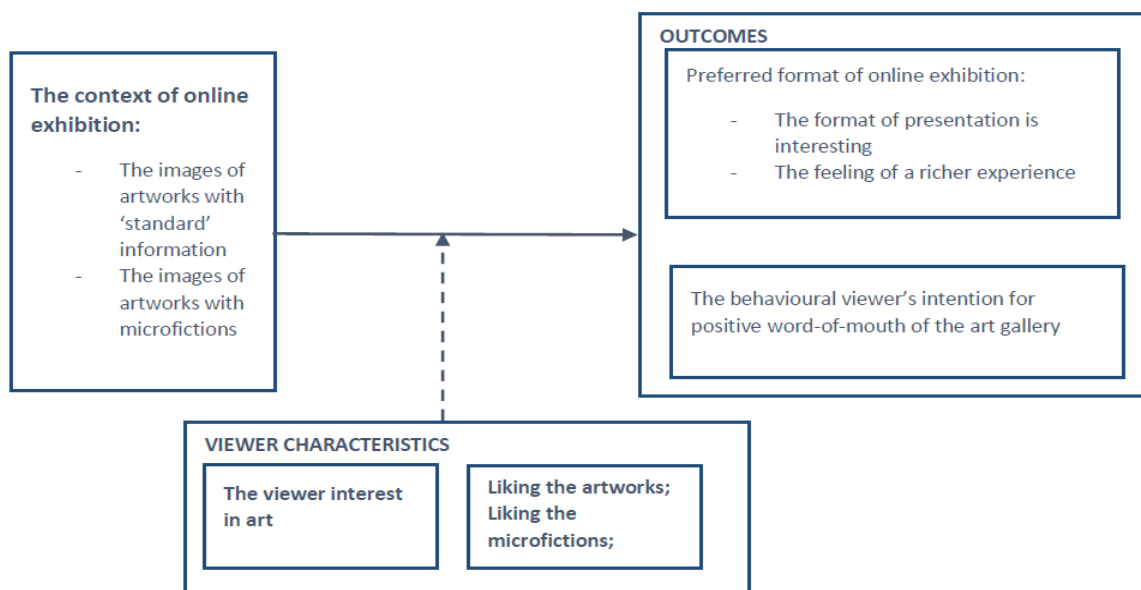 The context of online
exhibition:
- The images of
artworks with
‘standard’
information
- The images of
artworks with
microfictions
OUTCOMES
Preferred format of online exhibition:
- The format of presentation is
interesting
- The feeling of a richer experience
The behavioural viewer’s intention for
positive word-of-mouth of the art gallery
VIEWER CHARACTERISTICS
The viewer interest
in art
Liking the artworks;
Liking the
microfictions;